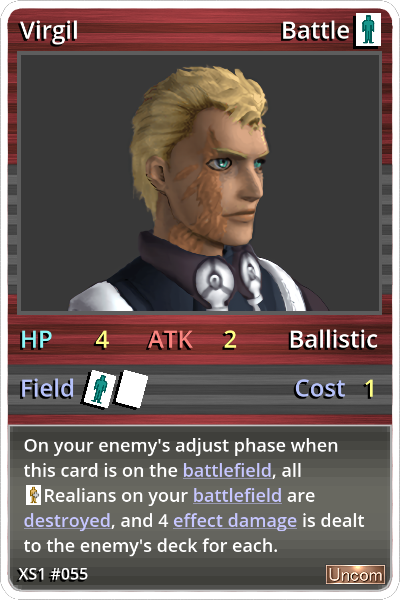 Virgil Battle
HP 4 ATK 2 Ballistic
Field Cost 1
On your enemy's adjust phase when
this card is on the battlefield, all
Realians on your battlefield are
destroyed, and 4 effect damage is dealt
to the enemy's deck for each.
XS1 #055 Uncom